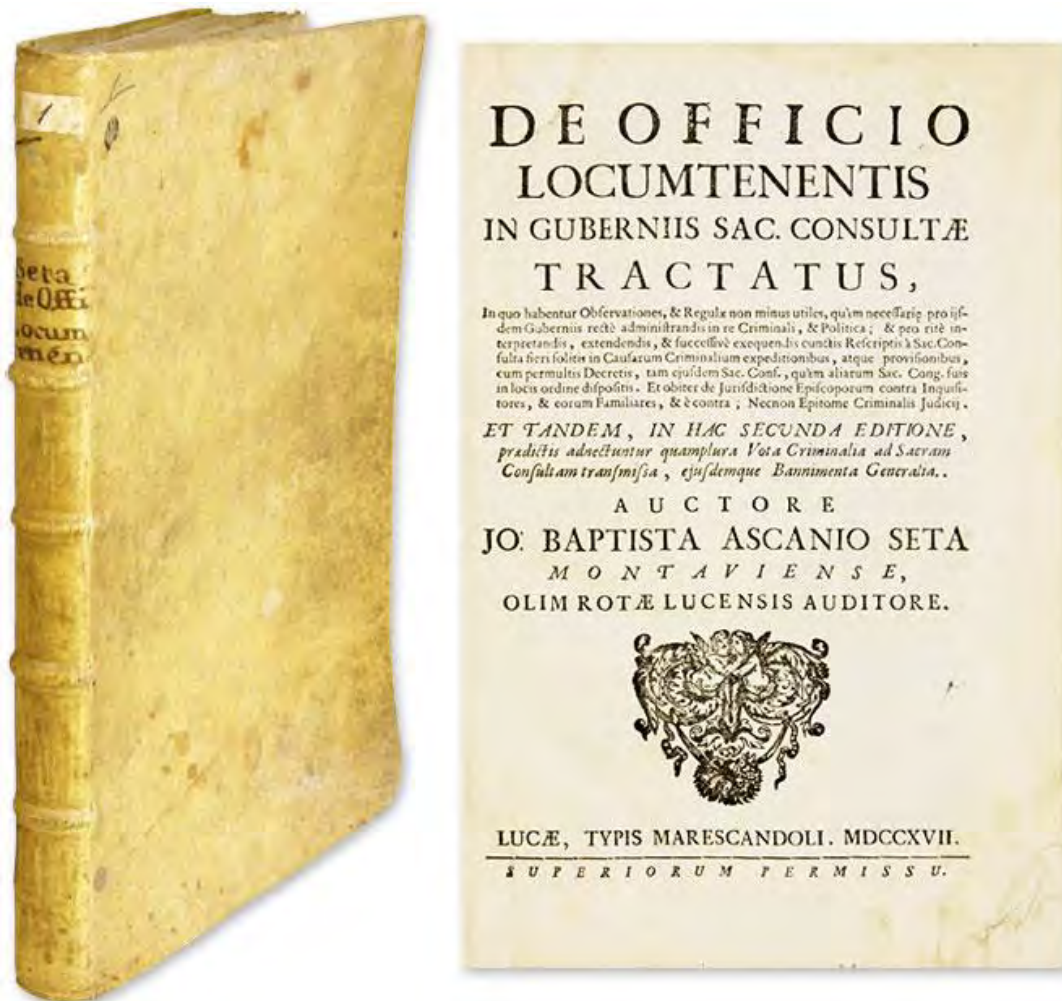 1
Seta
de Offi
Locum
DE OFFICIO
LOCUMTENENTIS
IN GUBERNIIS SAC. CONSULTÆ
TRACTATUS,
In quo habentur Obſervationes, & Regulæ non minus utiles, quàm neceſſariæ pro ijſ-
dem Guberniis rectè adminiſtrandis in re Criminali, & Politica; & pro ritè in-
terpretandis, extendendis, & ſucceſſivè exequendis cunctis Reſcriptis à Sac. Con-
ſulta fieri ſolitis in Cauſarum Criminalium expeditionibus, atque proviſionibus,
cum permultis Decretis, tam ejuſdem Sac. Conſ., quàm aliarum Sac. Cong. ſuis
in locis ordine diſpoſitis. Et obiter de Jurisdictione Epiſcoporum contra Inquiſi-
tores, & eorum Familiares, & è contra; Necnon Epitome Criminalis Judicij.
ET TANDEM, IN HAC SECUNDA EDITIONE,
prædictis adnectuntur quamplura Vota Criminalia ad Sacram
Conſultam tranſmiſſa, ejuſdemque Bannimenta Generalia..
AUCTORE
JO: BAPTISTA ASCANIO SETA
MONTAVIENSE,
OLIM ROTÆ LUCENSIS AUDITORE.
LUCÆ, TYPIS MARESCANDOLI. MDCCXVII.
SUPERIORUM PERMISSU.